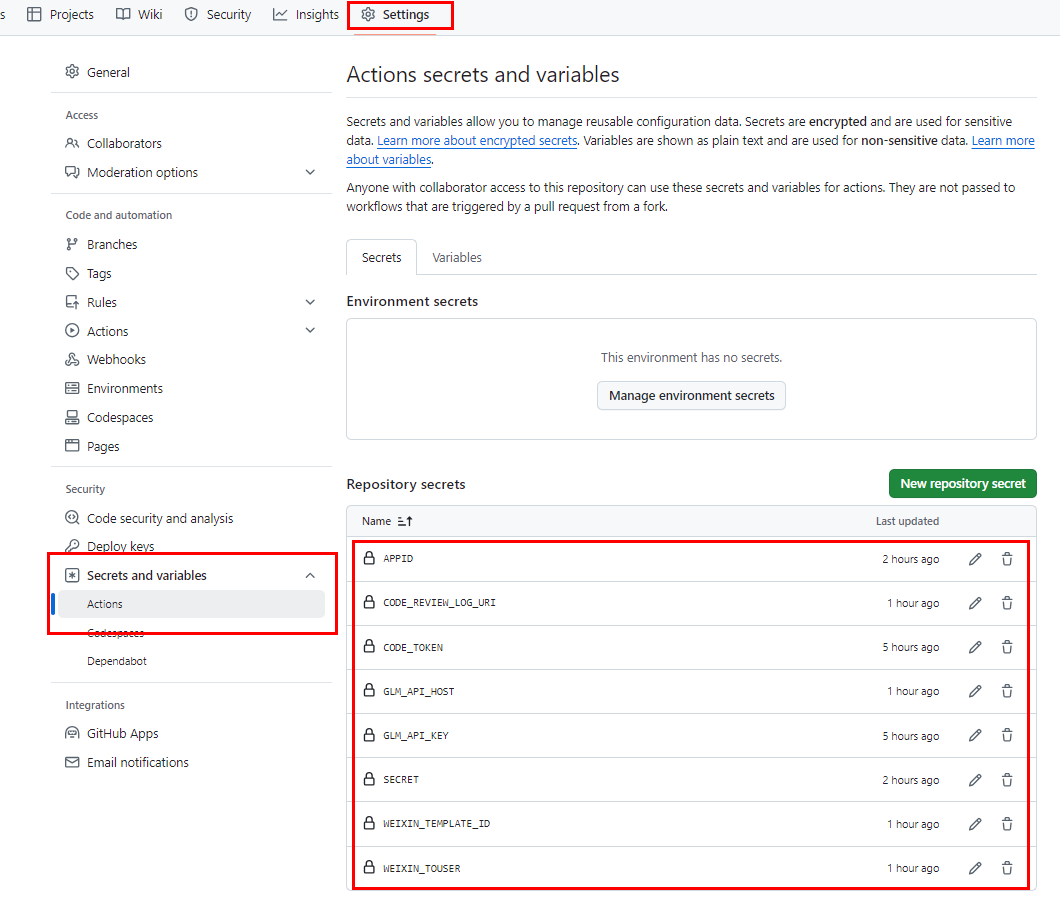 s Projects Wiki Security Insights Settings
General
Access
Collaborators
Moderation options
Code and automation
Branches
Tags
Rules
Actions
Webhooks
Environments
Codespaces
Pages
Security
Code security and analysis
Deploy keys
Secrets and variables
Actions
Codespaces
Dependabot
Integrations
GitHub Apps
Email notifications
Actions secrets and variables
Secrets and variables allow you to manage reusable configuration data. Secrets are encrypted and are used for sensitive
data. Learn more about encrypted secrets. Variables are shown as plain text and are used for non-sensitive data. Learn more
about variables.
Anyone with collaborator access to this repository can use these secrets and variables for actions. They are not passed to
workflows that are triggered by a pull request from a fork.
Secrets Variables
Environment secrets
This environment has no secrets.
Manage environment secrets
Repository secrets New repository secret
Name Last updated
APPID 2 hours ago
CODE_REVIEW_LOG_URI 1 hour ago
CODE_TOKEN 5 hours ago
GLM_API_HOST 1 hour ago
GLM_API_KEY 5 hours ago
SECRET 2 hours ago
WEIXIN_TEMPLATE_ID 1 hour ago
WEIXIN_TOUSER 1 hour ago